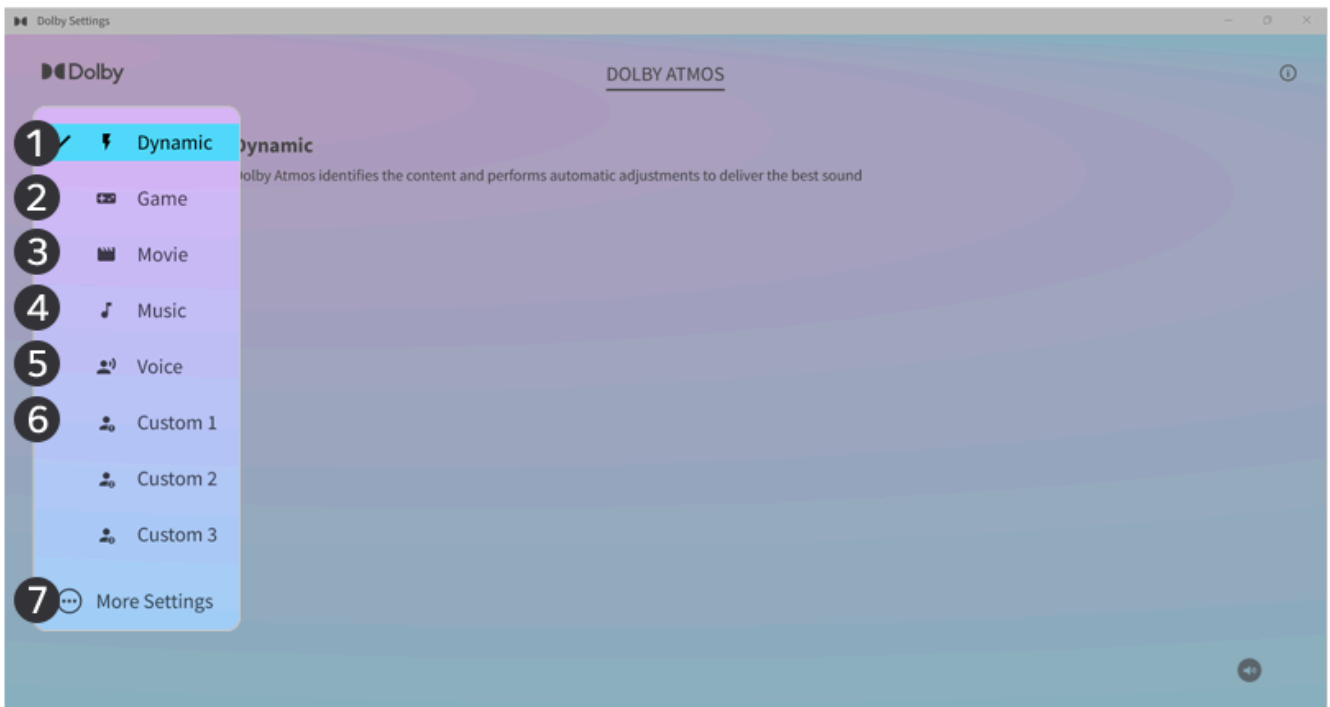 Dolby Settings
Dolby
DOLBY ATMOS
1 Dynamic
2 Game
3 Movie
4 Music
5 Voice
6 Custom 1
Custom 2
Custom 3
7 More Settings
ynamic
olby Atmos identifies the content and performs automatic adjustments to deliver the best sound